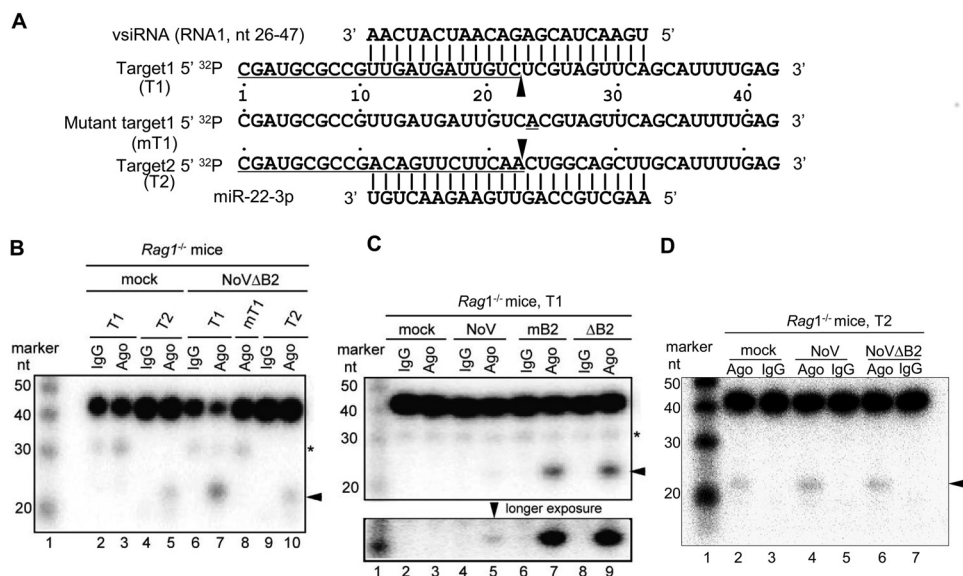 A
vsiRNA (RNA1, nt 26-47) 3’ AACUACUAACAGAGCAUCAAGU 5’
Target1 5’ ³²P CGAUGCGCCGUUGAUGAUUGUCUCGUAGUUCAGCAUUUUGAG 3’
(T1)
1 10 20 30 40
Mutant target1 5’ ³²P CGAUGCGCCGUUGAUGAUUGUCACGUAGUUCAGCAUUUUGAG 3’
(mT1)
Target2 5’ ³²P CGAUGCGCCGACAGUUCUUCAACUGGCAGCUUGCAUUUUGAG 3’
(T2)
miR-22-3p 3’ UGUCAAGAAGUUGACCGUCGAA 5’
B
Rag1-/- mice
mock NoVΔB2
T1 T2 T1 mT1 T2
marker
nt
IgG Ago IgG Ago IgG Ago Ago IgG Ago
50
40
30 *
20
1 2 3 4 5 6 7 8 9 10
C
Rag1-/- mice, T1
mock NoV mB2 ΔB2
marker
nt
IgG Ago IgG Ago IgG Ago IgG Ago
50
40
30 *
20
longer exposure
1 2 3 4 5 6 7 8 9
D
Rag1-/- mice, T2
marker
nt
mock NoV NoVΔB2
Ago IgG Ago IgG Ago IgG
50
40
30
20
1 2 3 4 5 6 7